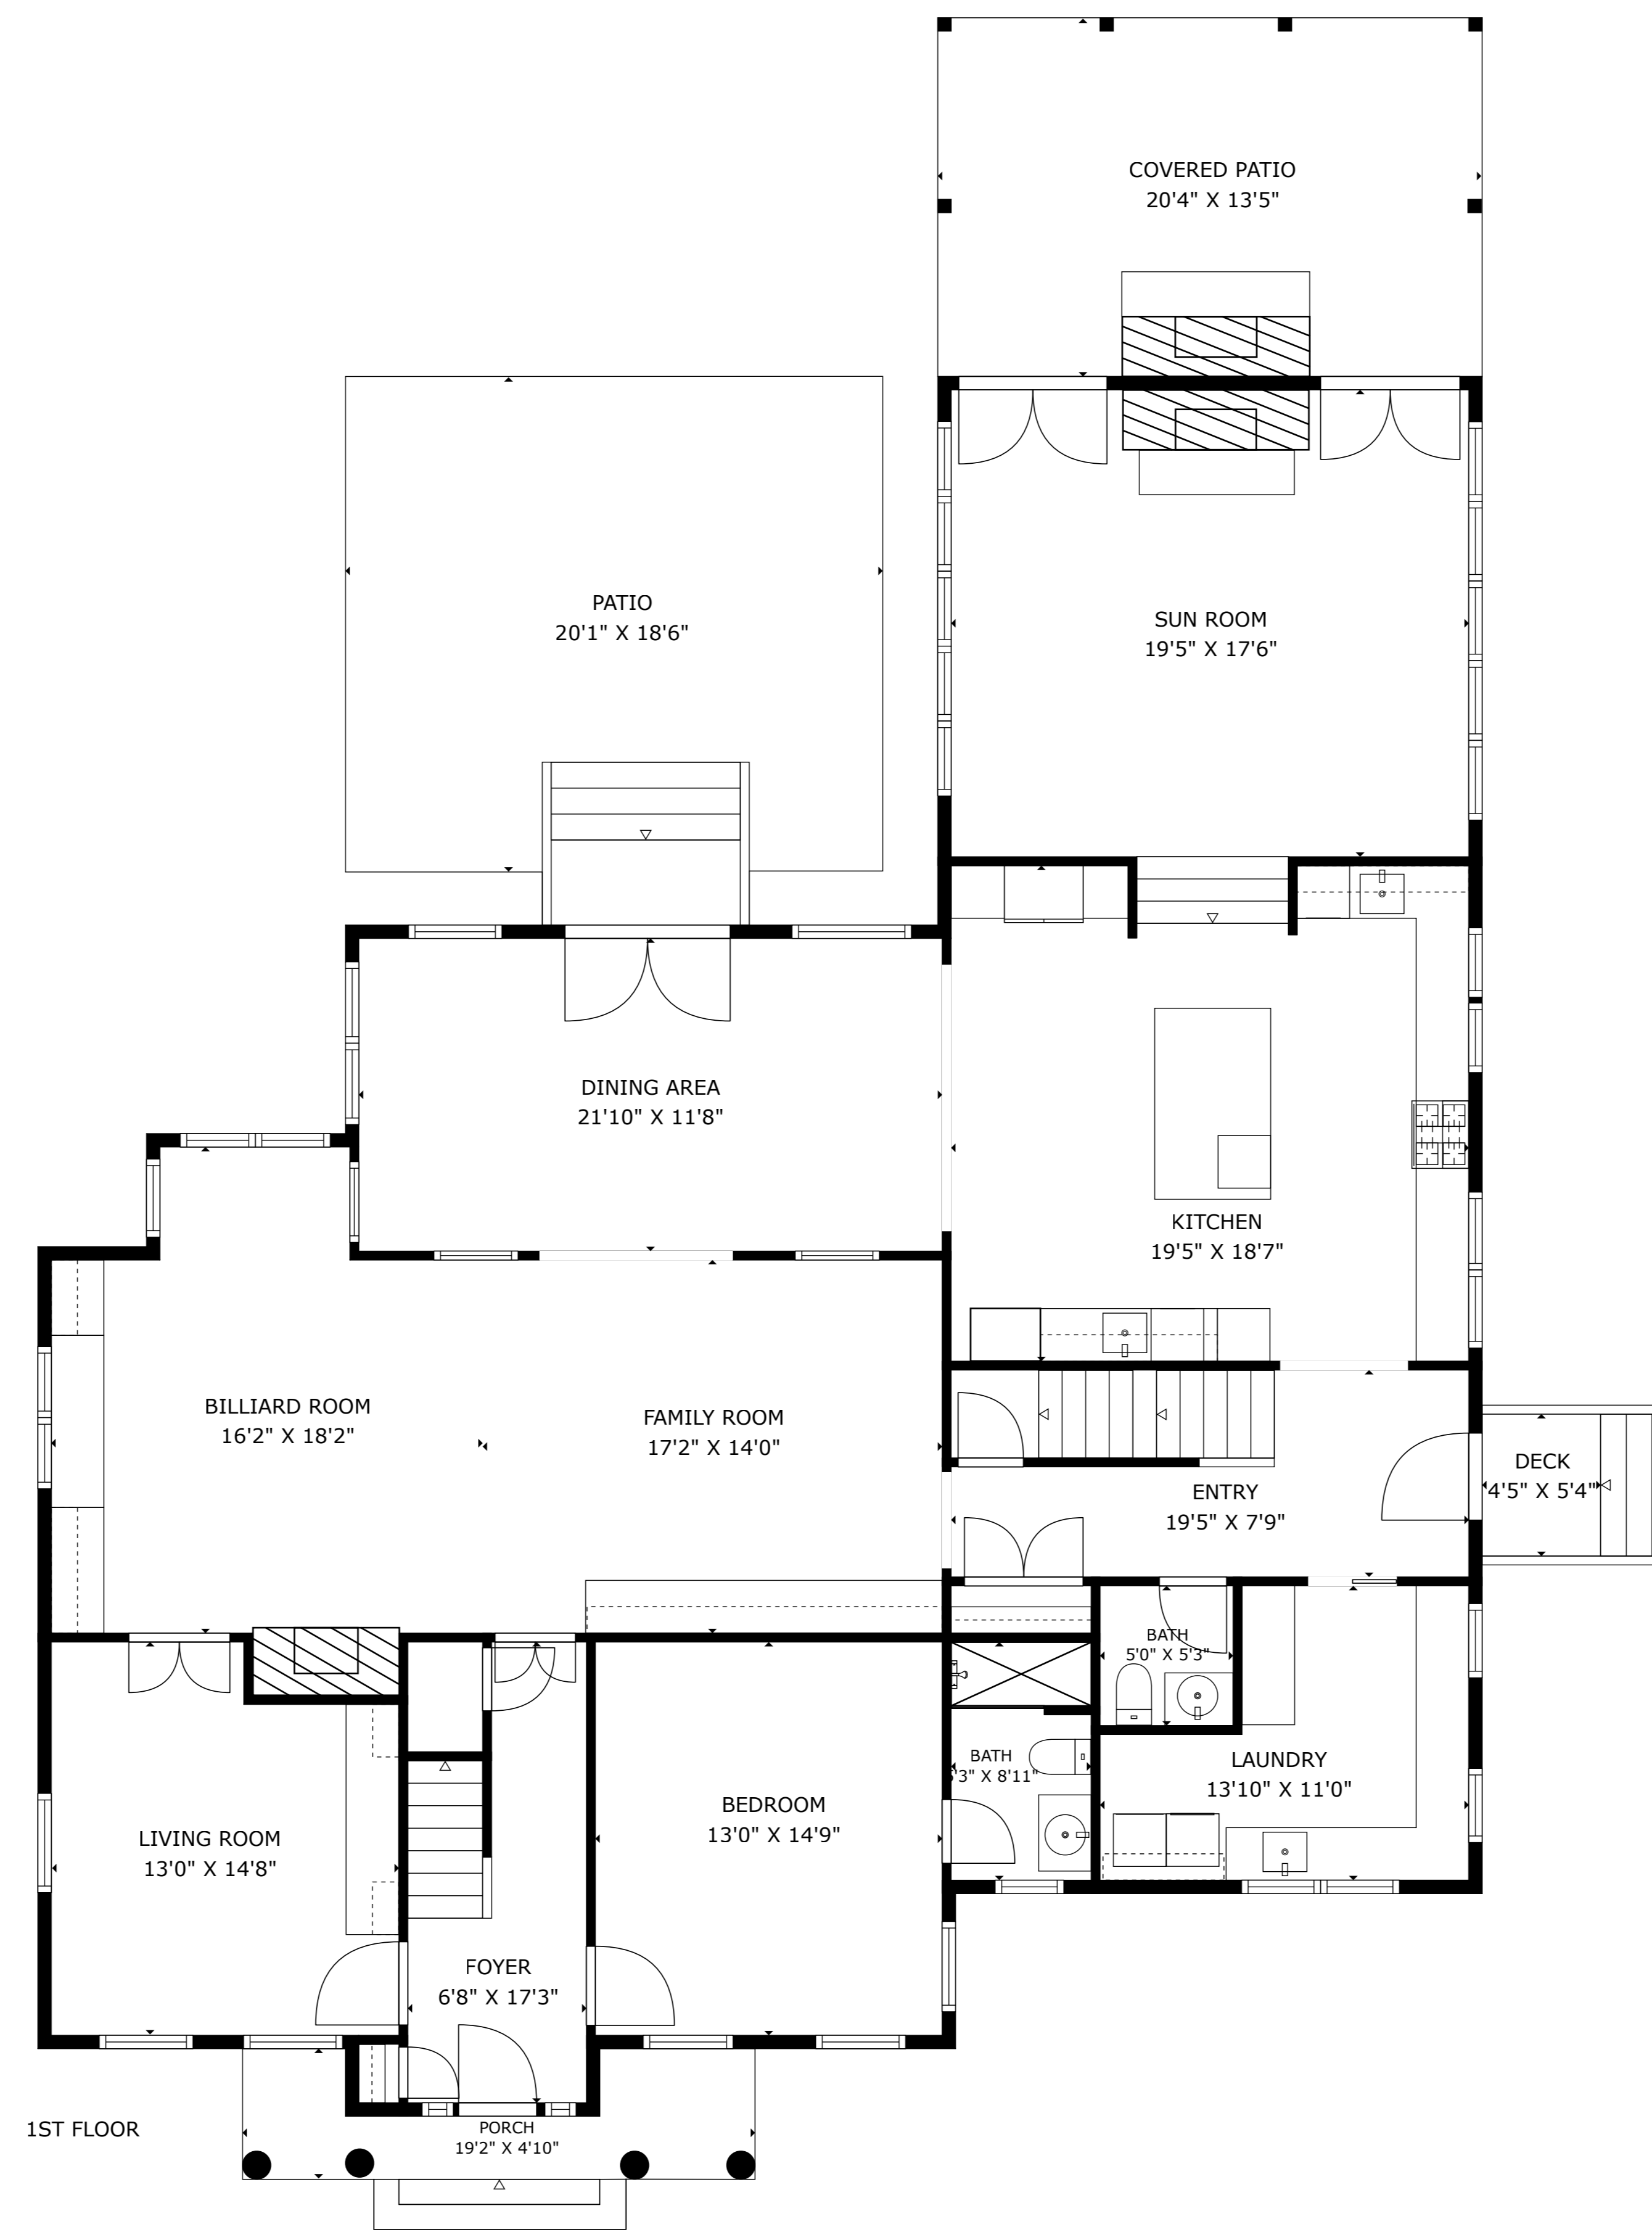 COVERED PATIO
20'4" X 13'5"
PATIO
20'1" X 18'6"
SUN ROOM
19'5" X 17'6"
DINING AREA
21'10" X 11'8"
KITCHEN
19'5" X 18'7"
BILLIARD ROOM
16'2" X 18'2"
FAMILY ROOM
17'2" X 14'0"
ENTRY
19'5" X 7'9"
DECK
4'5" X 5'4"
BATH
5'0" X 5'3"
BATH
'3" X 8'11"
LAUNDRY
13'10" X 11'0"
BEDROOM
13'0" X 14'9"
LIVING ROOM
13'0" X 14'8"
FOYER
6'8" X 17'3"
PORCH
19'2" X 4'10"
1ST FLOOR